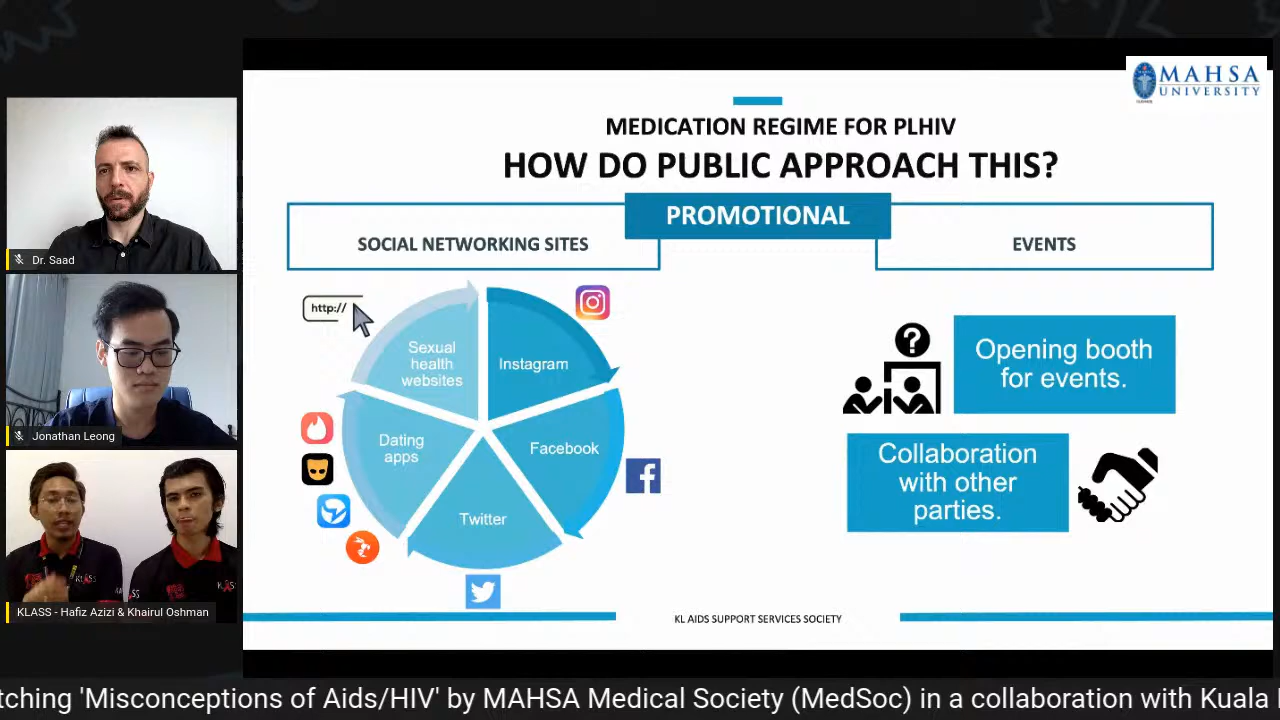 MAHSA
UNIVERSITY
MEDICATION REGIME FOR PLHIV
HOW DO PUBLIC APPROACH THIS?
PROMOTIONAL
SOCIAL NETWORKING SITES
EVENTS
http://
Sexual
health
websites
Instagram
Dating
apps
Facebook
Twitter
Opening booth
for events.
Collaboration
with other
parties.
KL AIDS SUPPORT SERVICES SOCIETY
Dr. Saad
Jonathan Leong
KLASS
KLASS - Hafiz Azizi & Khairul Oshman
tching 'Misconceptions of Aids/HIV' by MAHSA Medical Society (MedSoc) in a collaboration with Kuala